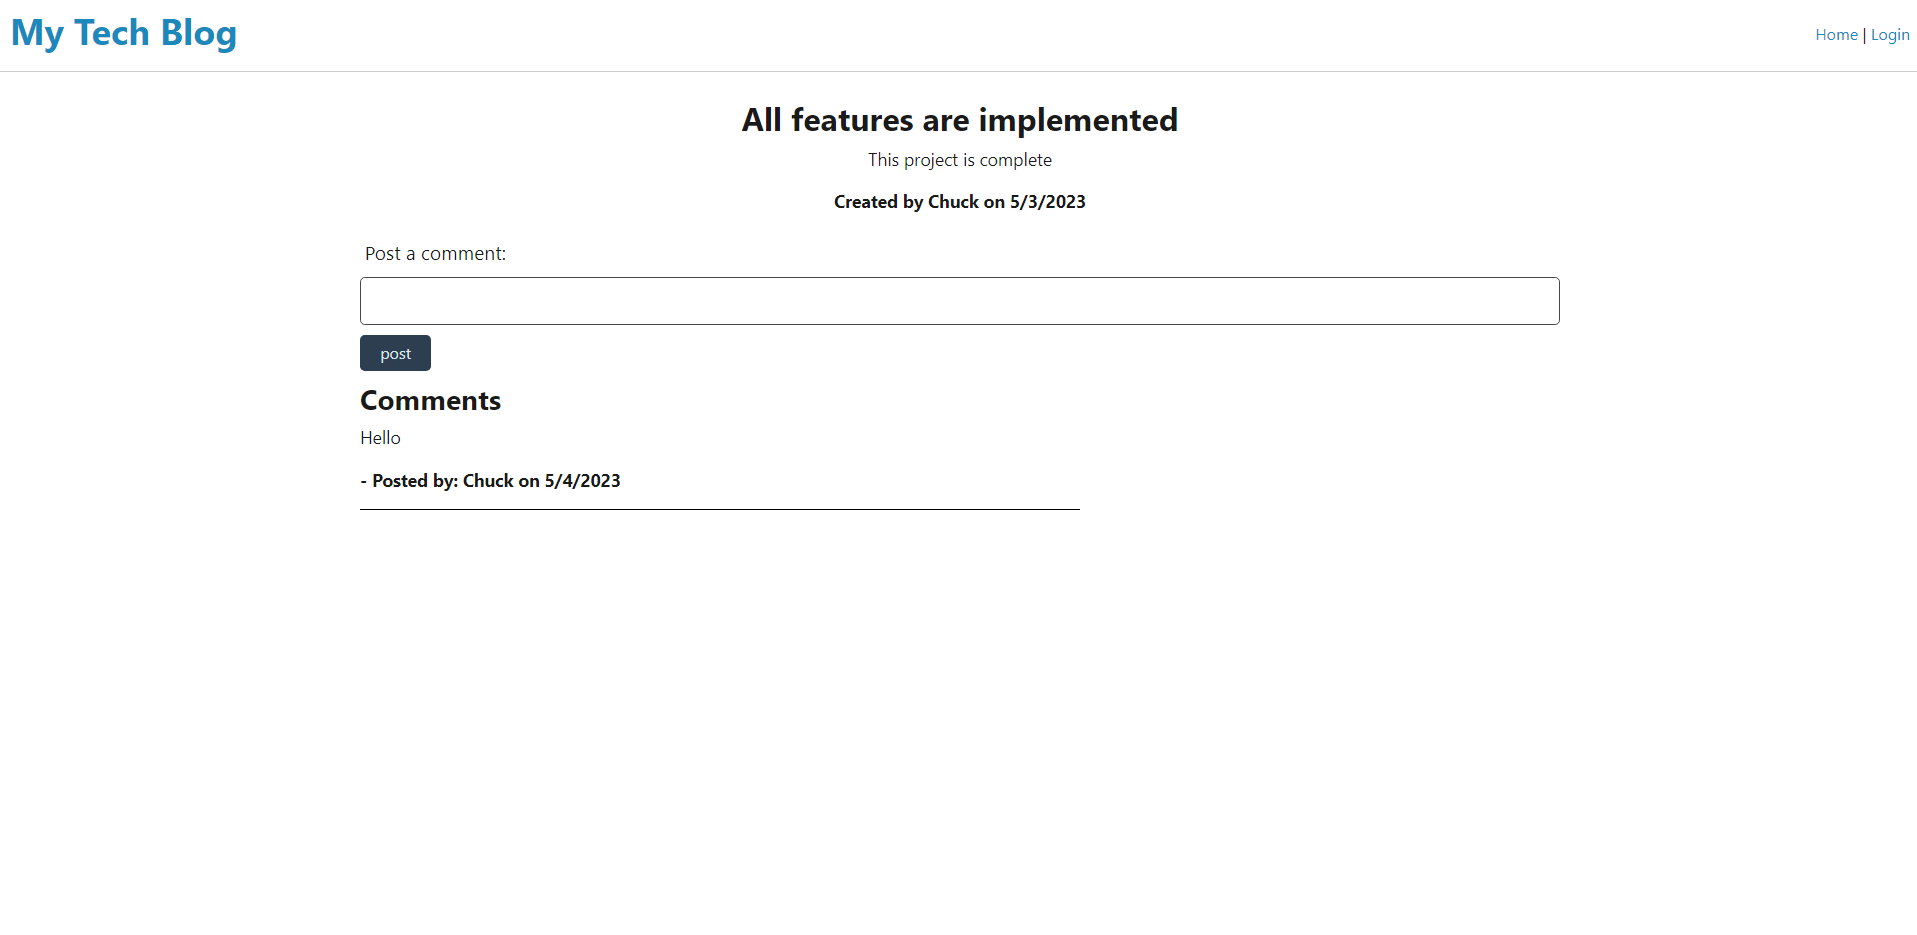 My Tech Blog
Home | Login
All features are implemented
This project is complete
Created by Chuck on 5/3/2023
Post a comment:
post
Comments
Hello
- Posted by: Chuck on 5/4/2023